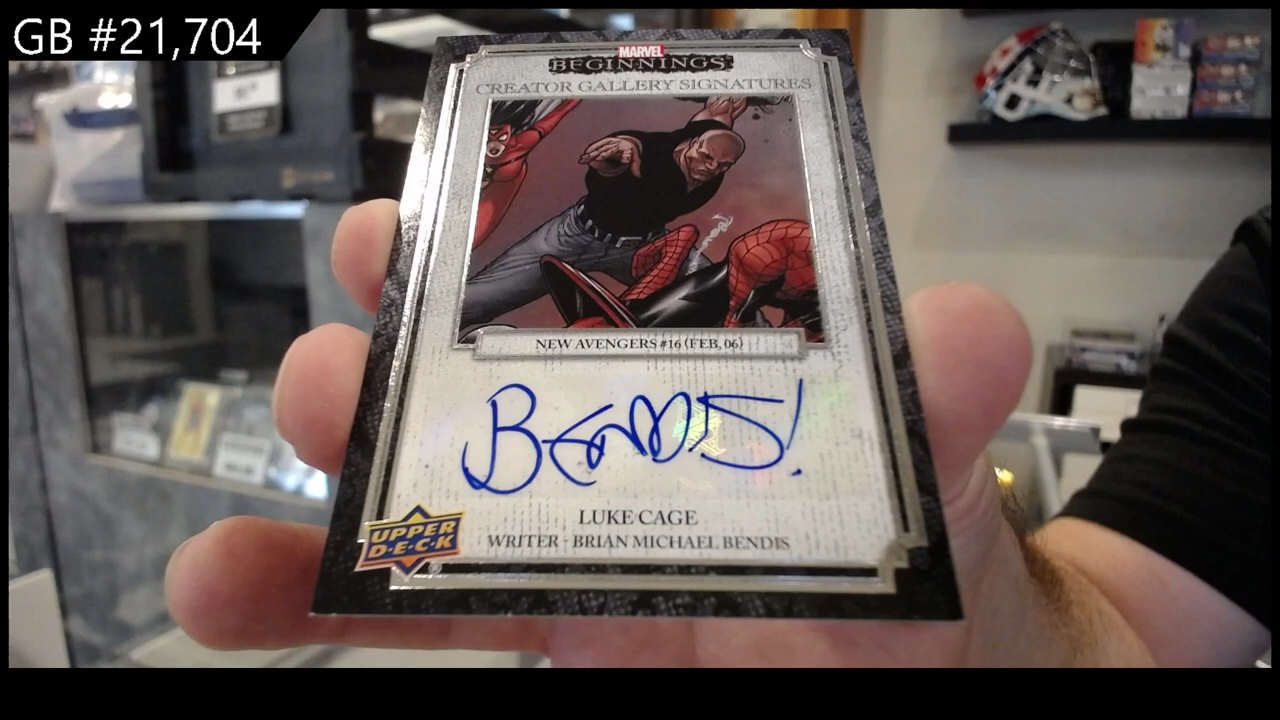 GB #21,704
MARVEL
BEGINNINGS
CREATOR GALLERY SIGNATURES
NEW AVENGERS #16 (FEB, 06)
BENDIS!
LUKE CAGE
WRITER - BRIAN MICHAEL BENDIS
UPPER
D·E·C·K
®